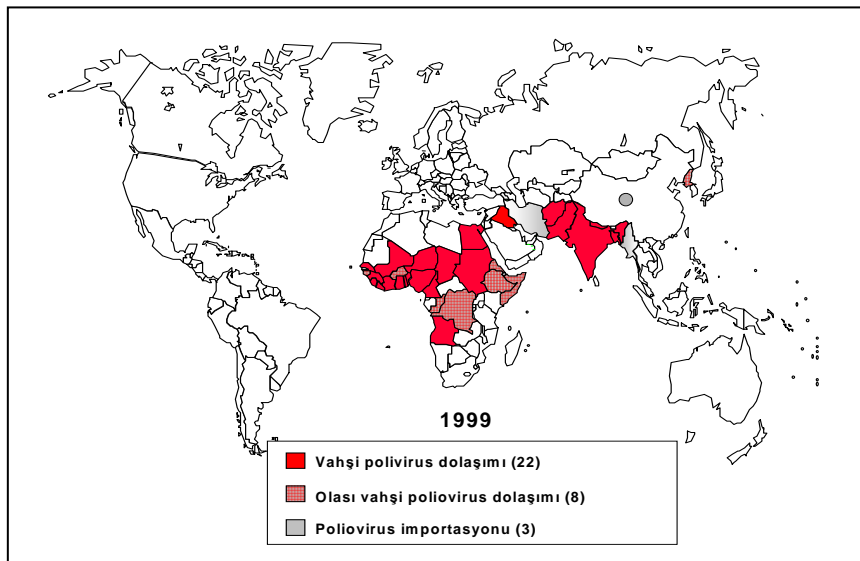 1999
Vahşi polivirus dolaşımı (22)
Olası vahşi poliovirus dolaşımı (8)
Poliovirus importasyonu (3)